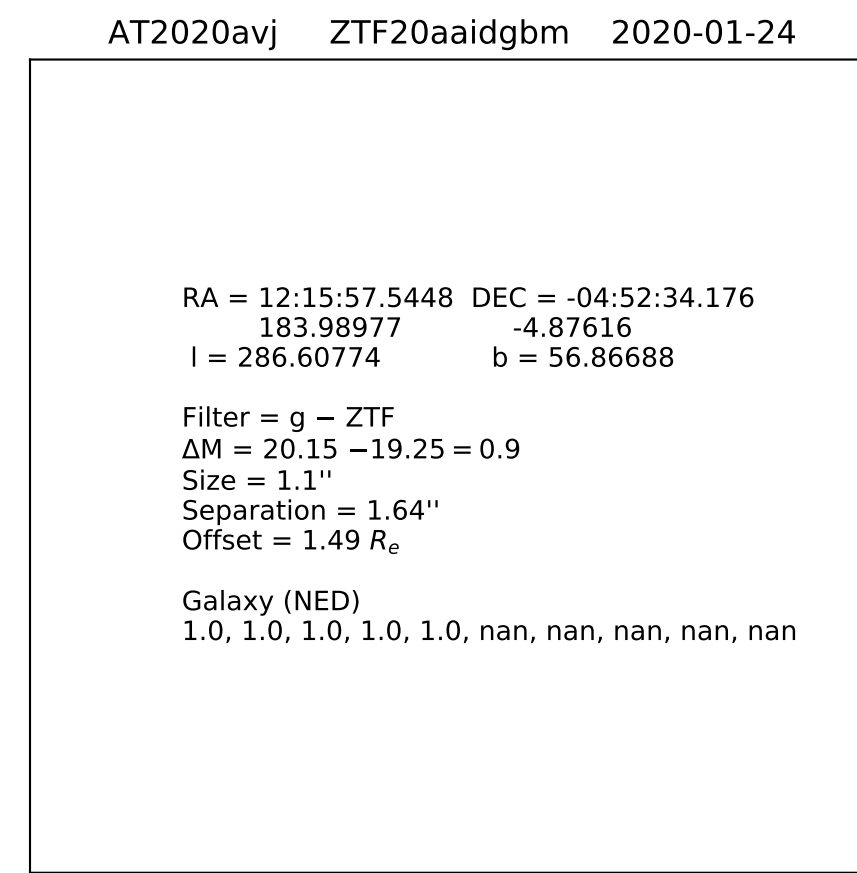 AT2020avj ZTF20aaidgbm 2020-01-24
RA = 12:15:57.5448 DEC = -04:52:34.176
183.98977 -4.87616
l = 286.60774 b = 56.86688
Filter = g − ZTF
ΔM = 20.15 −19.25 = 0.9
Size = 1.1''
Separation = 1.64''
Offset = 1.49 Rₑ
Galaxy (NED)
1.0, 1.0, 1.0, 1.0, 1.0, nan, nan, nan, nan, nan